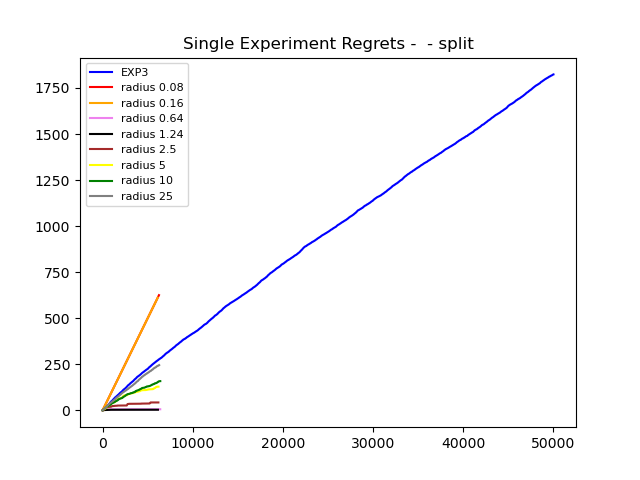 Single Experiment Regrets -  - split
EXP3
radius 0.08
radius 0.16
radius 0.64
radius 1.24
radius 2.5
radius 5
radius 10
radius 25
1750
1500
1250
1000
750
500
250
0
0 10000 20000 30000 40000 50000